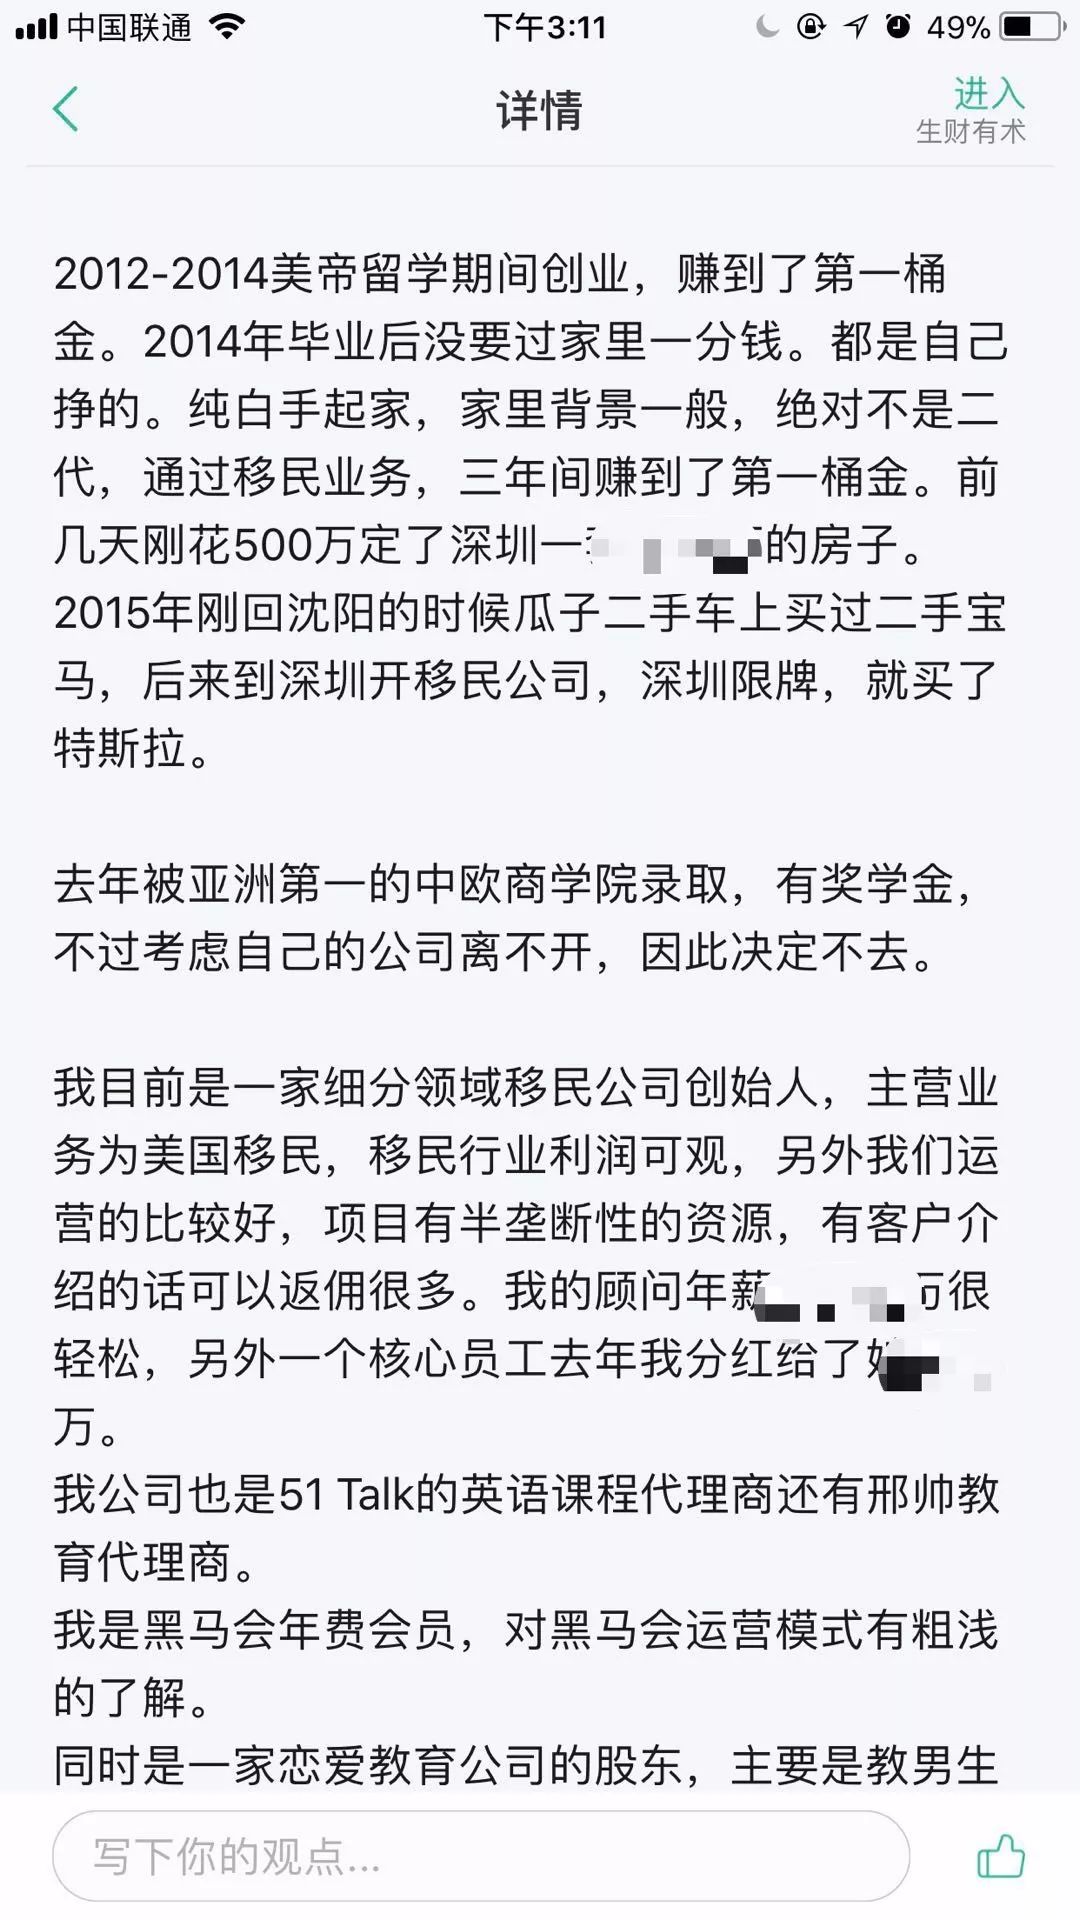 中国联通
下午3:11
49%
详情
进入
生财有术
2012-2014美帝留学期间创业，赚到了第一桶
金。2014年毕业后没要过家里一分钱。都是自己
挣的。纯白手起家，家里背景一般，绝对不是二
代，通过移民业务，三年间赚到了第一桶金。前
几天刚花500万定了深圳一的房子。
2015年刚回沈阳的时候瓜子二手车上买过二手宝
马，后来到深圳开移民公司，深圳限牌，就买了
特斯拉。
去年被亚洲第一的中欧商学院录取，有奖学金，
不过考虑自己的公司离不开，因此决定不去。
我目前是一家细分领域移民公司创始人，主营业
务为美国移民，移民行业利润可观，另外我们运
营的比较好，项目有半垄断性的资源，有客户介
绍的话可以返佣很多。我的顾问年薪万很
轻松，另外一个核心员工去年我分红给了她
万。
我公司也是51 Talk的英语课程代理商还有邢帅教
育代理商。
我是黑马会年费会员，对黑马会运营模式有粗浅
的了解。
同时是一家恋爱教育公司的股东，主要是教男生
写下你的观点...